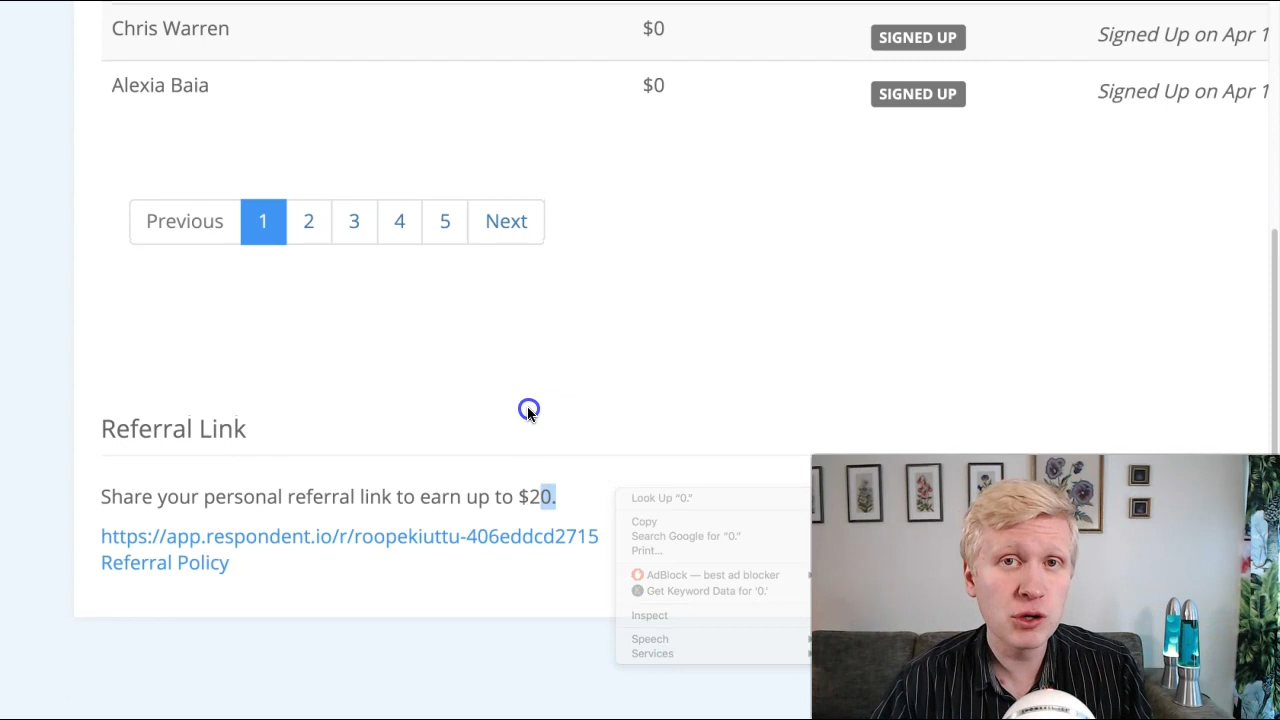 Chris Warren $0 SIGNED UP Signed Up on Apr 1
Alexia Baia $0 SIGNED UP Signed Up on Apr 1
Previous 1 2 3 4 5 Next
Referral Link
Share your personal referral link to earn up to $20.
https://app.respondent.io/r/roopekiuttu-406eddcd2715
Referral Policy
Look Up “0.”
Copy
Search Google for “0.”
Print...
AdBlock — best ad blocker
Get Keyword Data for '0.'
Inspect
Speech
Services